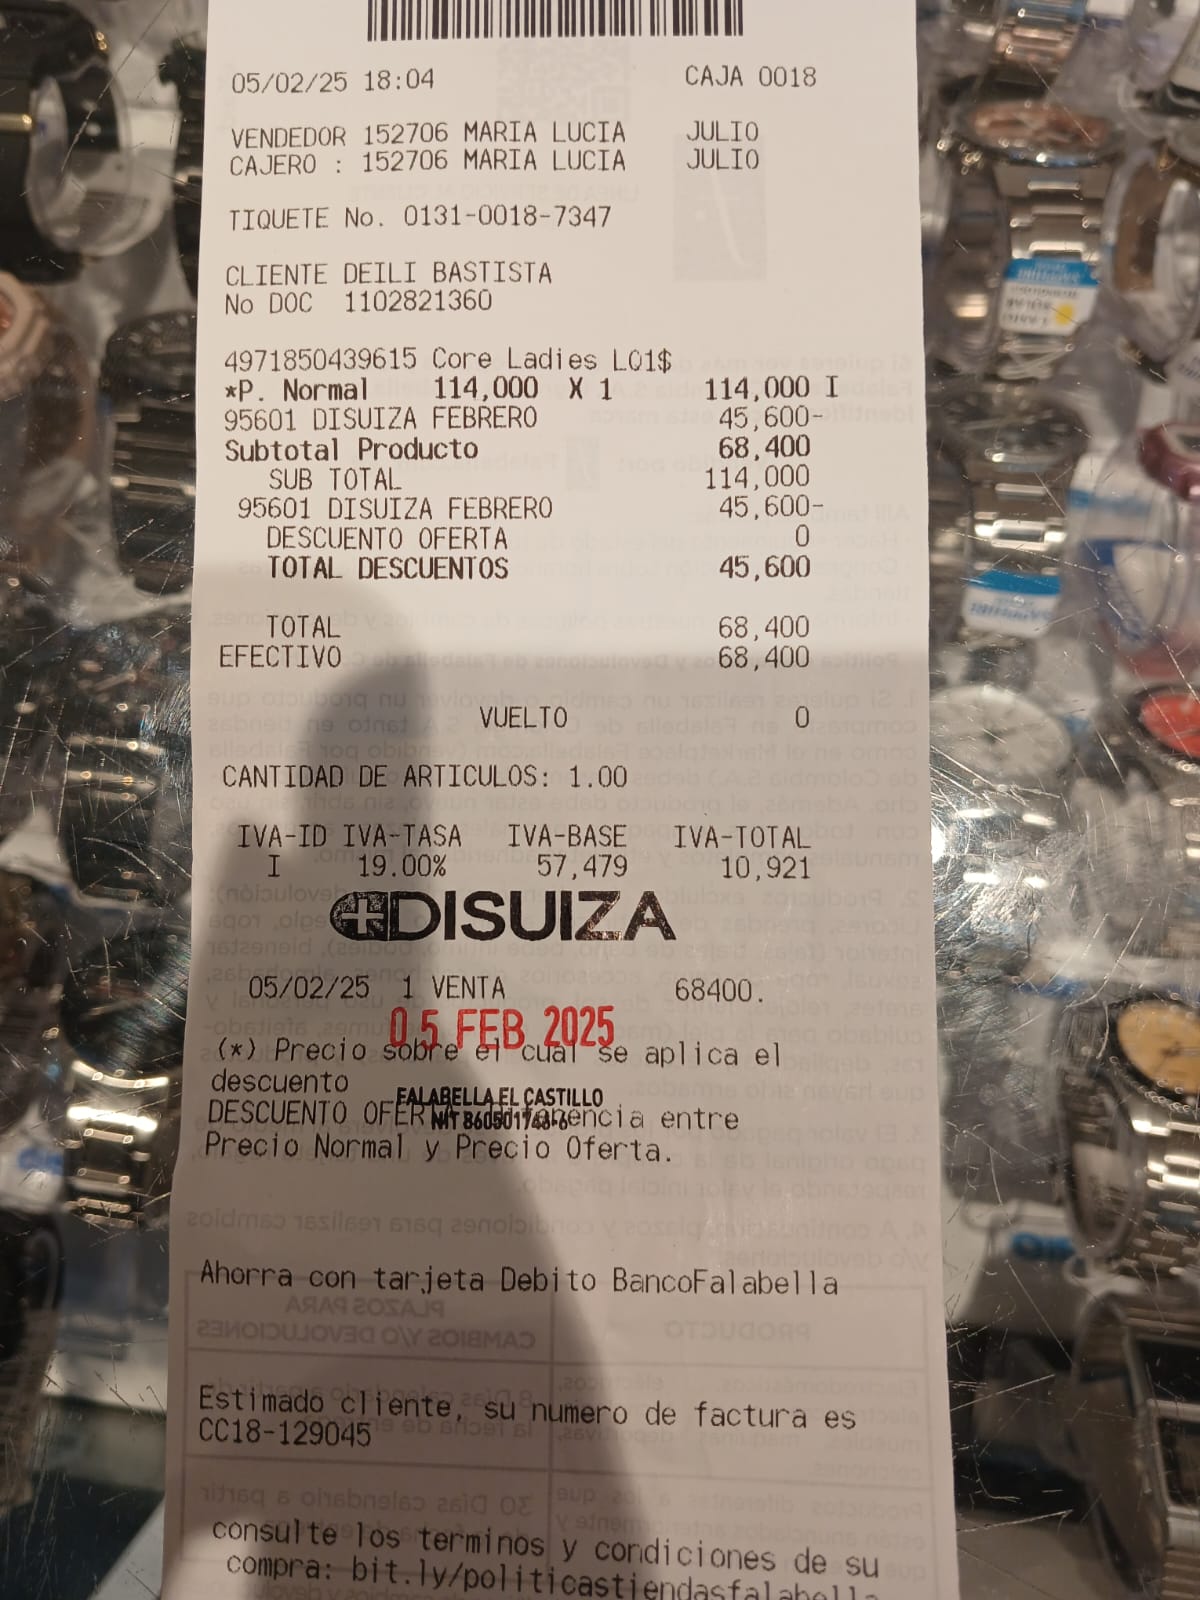 05/02/25 18:04 CAJA 0018
VENDEDOR 152706 MARIA LUCIA JULIO
CAJERO : 152706 MARIA LUCIA JULIO
TIQUETE No. 0131-0018-7347
CLIENTE DEILI BASTISTA
No DOC 1102821360
4971850439615 Core Ladies L01$
*P. Normal 114,000 X 1 114,000 I
95601 DISUIZA FEBRERO 45,600-
Subtotal Producto 68,400
SUB TOTAL 114,000
95601 DISUIZA FEBRERO 45,600-
DESCUENTO OFERTA 0
TOTAL DESCUENTOS 45,600
TOTAL 68,400
EFECTIVO 68,400
VUELTO 0
CANTIDAD DE ARTICULOS: 1.00
IVA-ID IVA-TASA IVA-BASE IVA-TOTAL
I 19.00% 57,479 10,921
DISUIZA
05/02/25 1 VENTA 68400.
05 FEB 2025
(*) Precio sobre el cual se aplica el
descuento
FALABELLA EL CASTILLO
DESCUENTO entre
Precio Normal y Precio Oferta.
Ahorra con tarjeta Debito BancoFalabella
Estimado cliente, su numero de factura es
CC18-129045
consulte los terminos y condiciones de su
compra: bit.ly/politicastiendasfalabella